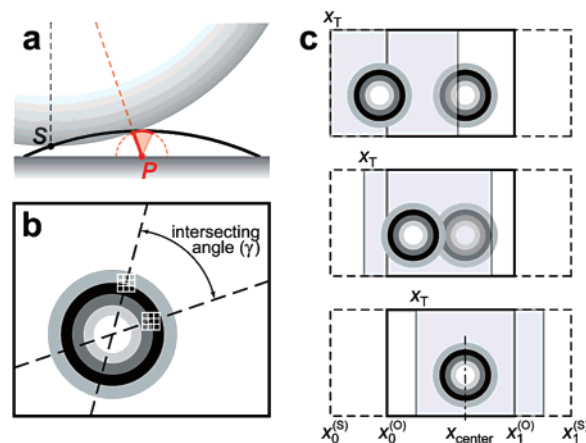 a
S
P
b
intersecting
angle (γ)
c
x_T
x_T
x_T
x_0^(S) x_0^(O) x_center x_1^(O) x_1^(S)